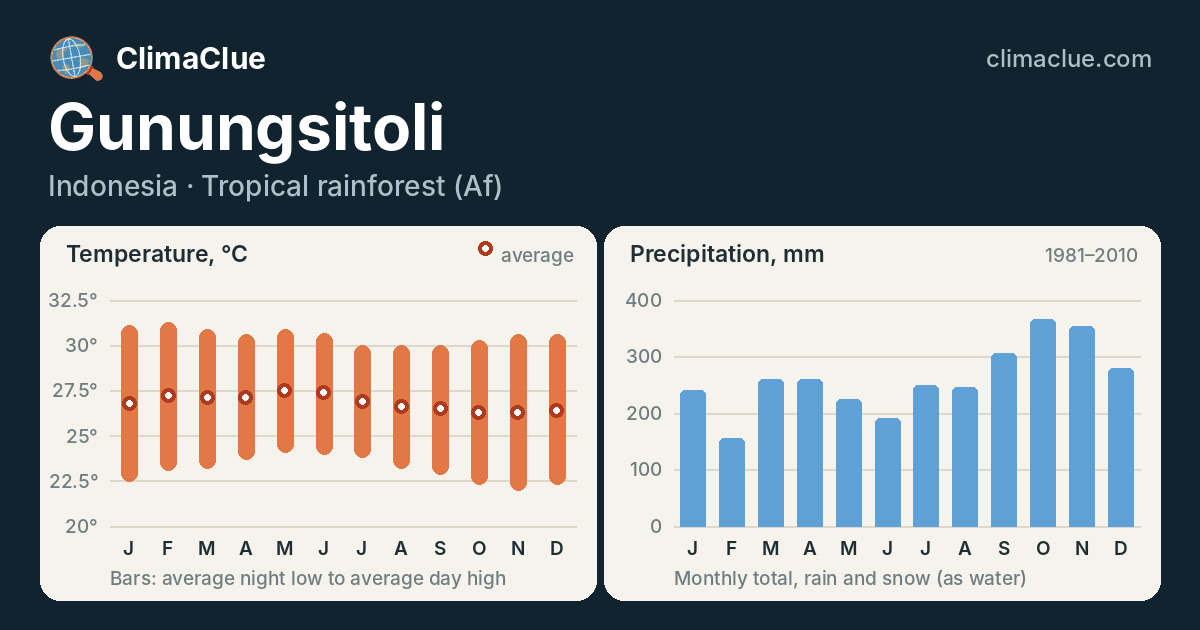 ClimaClue
climaclue.com
Gunungsitoli
Indonesia · Tropical rainforest (Af)
Temperature, °C
average
32.5°
30°
27.5°
25°
22.5°
20°
J F M A M J J A S O N D
Bars: average night low to average day high
Precipitation, mm
1981–2010
400
300
200
100
0
J F M A M J J A S O N D
Monthly total, rain and snow (as water)